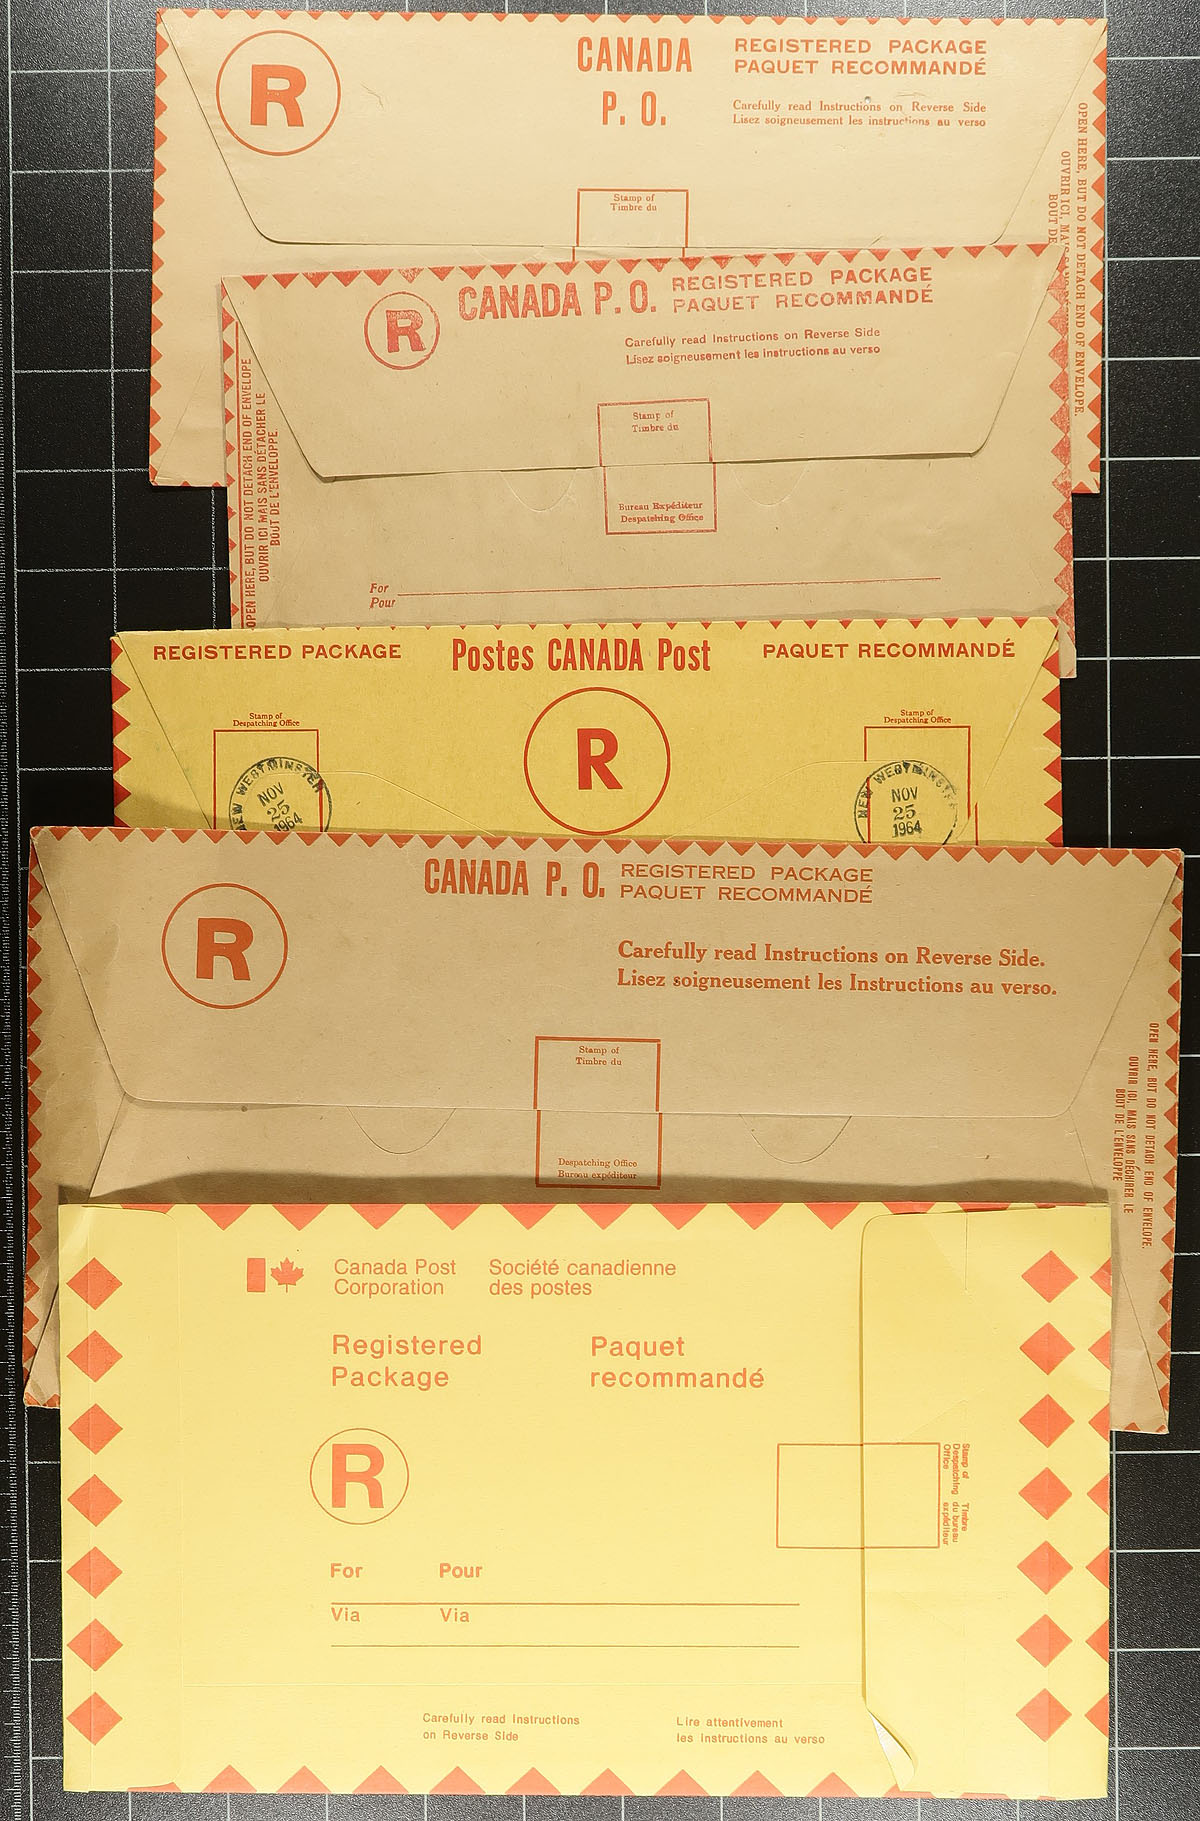 R
CANADA
P. O.
REGISTERED PACKAGE
PAQUET RECOMMANDÉ
Carefully read Instructions on Reverse Side
Lisez soigneusement les instructions au verso
Stamp of
Timbre du
OPEN HERE, BUT DO NOT DETACH END OF ENVELOPE.
OUVRIR ICI, MAIS
BOUT DE
R
CANADA P. O.
REGISTERED PACKAGE
PAQUET RECOMMANDÉ
Carefully read Instructions on Reverse Side
Lisez soigneusement les instructions au verso
Stamp of
Timbre du
Bureau Expéditeur
Despatching Office
For
Pour
OPEN HERE, BUT DO NOT DETACH END OF ENVELOPE
OUVRIR ICI MAIS SANS DÉTACHER LE
BOUT DE L'ENVELOPPE
REGISTERED PACKAGE
Postes CANADA Post
PAQUET RECOMMANDÉ
Stamp of
Despatching Office
NEW WESTMINSTER
NOV
25
1964
R
Stamp of
Despatching Office
NEW WESTMINSTER
NOV
25
1964
R
CANADA P. O.
REGISTERED PACKAGE
PAQUET RECOMMANDÉ
Carefully read Instructions on Reverse Side.
Lisez soigneusement les Instructions au verso.
Stamp of
Timbre du
Despatching Office
Bureau expéditeur
OPEN HERE, BUT DO NOT DETACH END OF ENVELOPE.
OUVRIR ICI, MAIS SANS DÉCHIRER LE
BOUT DE L'ENVELOPPE
Canada Post
Corporation
Société canadienne
des postes
Registered
Package
Paquet
recommandé
R
Stamp of
Despatching
Office
Timbre
du bureau
expéditeur
For Pour
Via Via
Carefully read Instructions
on Reverse Side
Lire attentivement
les instructions au verso